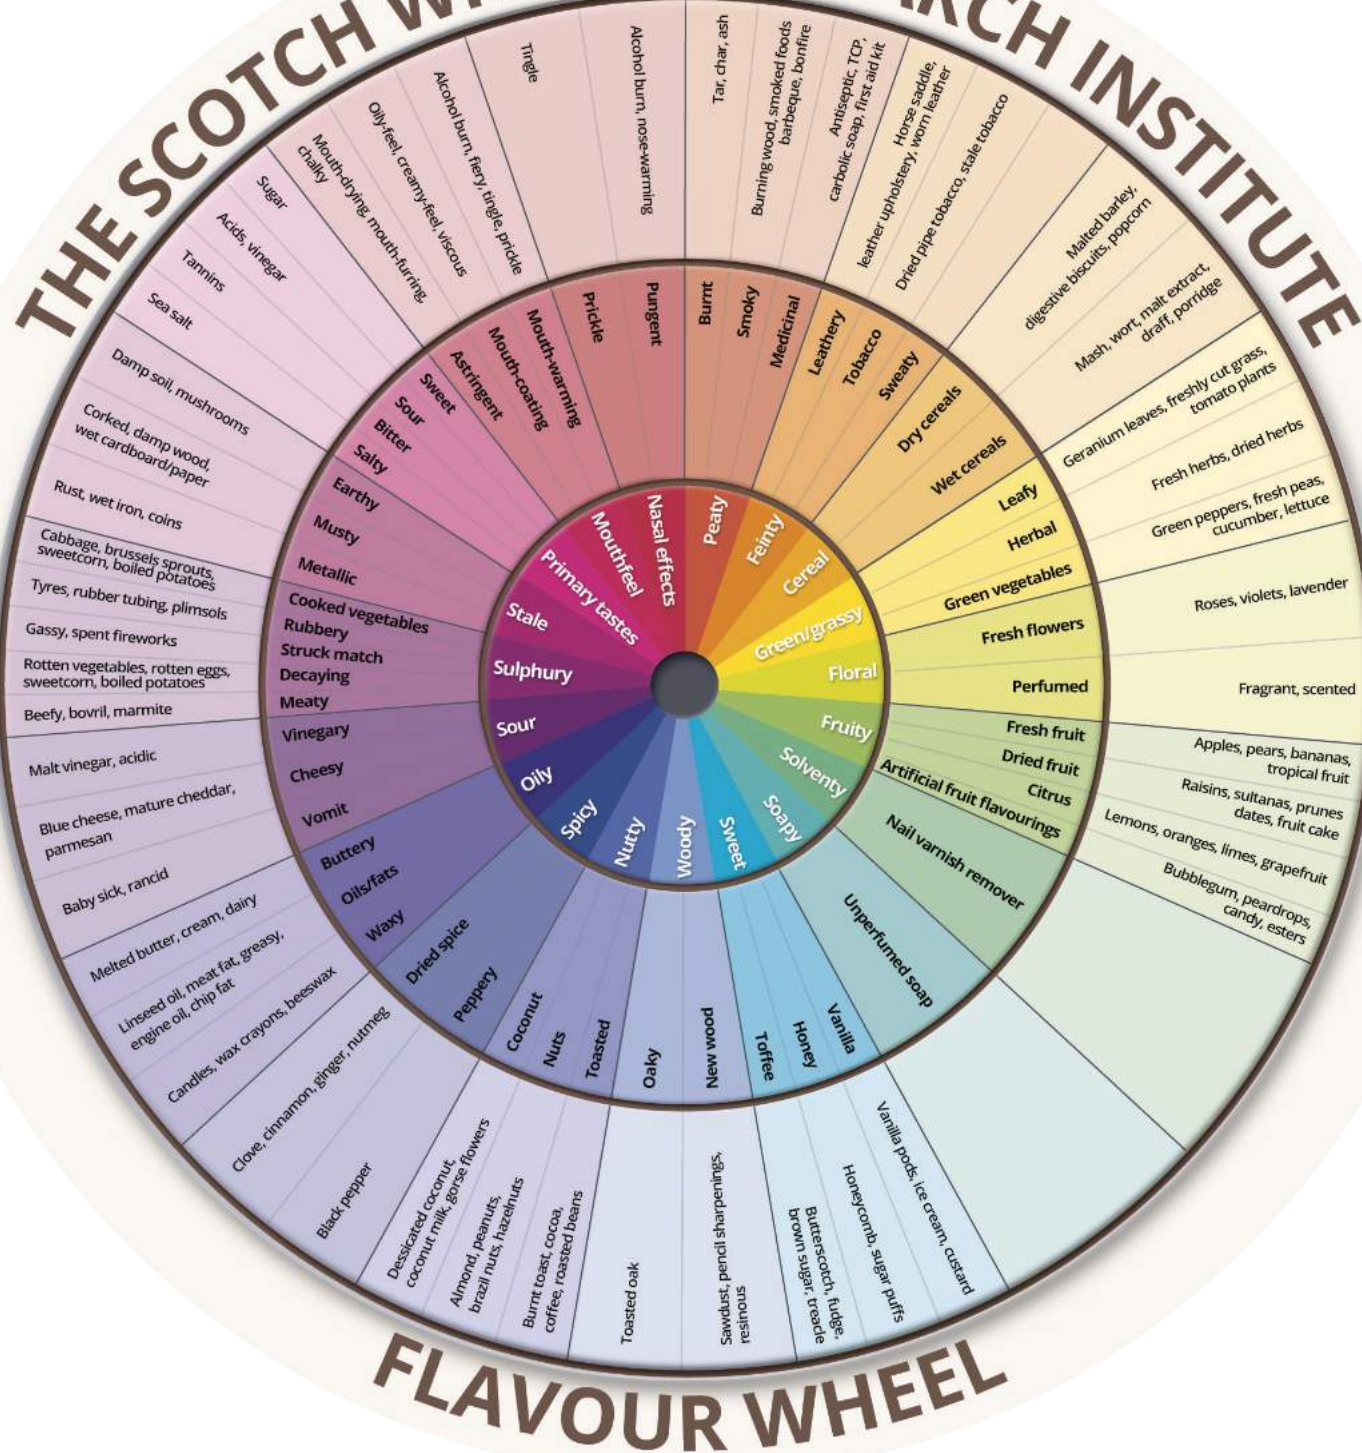 THE SCOTCH WH
ARCH INSTITUTE
FLAVOUR WHEEL
Peaty
Feinty
Cereal
Green/grassy
Floral
Fruity
Solventy
Soapy
Sweet
Woody
Nutty
Spicy
Oily
Sour
Sulphury
Stale
Primary tastes
Mouthfeel
Nasal effects
Burnt
Smoky
Medicinal
Leathery
Tobacco
Sweaty
Dry cereals
Wet cereals
Leafy
Herbal
Green vegetables
Fresh flowers
Perfumed
Fresh fruit
Dried fruit
Citrus
Artificial fruit flavourings
Nail varnish remover
Unperfumed soap
Vanilla
Honey
Toffee
New wood
Oaky
Toasted
Nuts
Coconut
Peppery
Dried spice
Waxy
Oils/fats
Buttery
Vomit
Cheesy
Vinegary
Meaty
Decaying
Struck match
Rubbery
Cooked vegetables
Metallic
Musty
Earthy
Salty
Bitter
Sour
Sweet
Astringent
Mouth-coating
Mouth-warming
Prickle
Pungent
Tar, char, ash
Burning wood, smoked foods
barbeque, bonfire
Antiseptic, TCP,
carbolic soap, first aid kit
Horse saddle,
leather upholstery, worn leather
Dried pipe tobacco, stale tobacco
Malted barley,
digestive biscuits, popcorn
Mash, wort, malt extract,
draff, porridge
Geranium leaves, freshly cut grass,
tomato plants
Fresh herbs, dried herbs
Green peppers, fresh peas,
cucumber, lettuce
Roses, violets, lavender
Fragrant, scented
Apples, pears, bananas,
tropical fruit
Raisins, sultanas, prunes
dates, fruit cake
Lemons, oranges, limes, grapefruit
Bubblegum, peardrops,
candy, esters
Vanilla pods, ice cream, custard
Honeycomb, sugar puffs
Butterscotch, fudge,
brown sugar, treacle
Sawdust, pencil sharpenings,
resinous
Toasted oak
Burnt toast, cocoa,
coffee, roasted beans
Almond, peanuts,
brazil nuts, hazelnuts
Dessicated coconut,
coconut milk, gorse flowers
Black pepper
Clove, cinnamon, ginger, nutmeg
Candles, wax crayons, beeswax
Linseed oil, meat fat, greasy,
engine oil, chip fat
Melted butter, cream, dairy
Baby sick, rancid
Blue cheese, mature cheddar,
parmesan
Malt vinegar, acidic
Beefy, bovril, marmite
Rotten vegetables, rotten eggs,
sweetcorn, boiled potatoes
Gassy, spent fireworks
Tyres, rubber tubing, plimsols
Cabbage, brussels sprouts,
sweetcorn, boiled potatoes
Rust, wet iron, coins
Corked, damp wood,
wet cardboard/paper
Damp soil, mushrooms
Sea salt
Tannins
Acids, vinegar
Sugar
Mouth-drying, mouth-furring,
chalky
Oily-feel, creamy-feel, viscous
Alcohol burn, fiery, tingle, prickle
Tingle
Alcohol burn, nose-warming